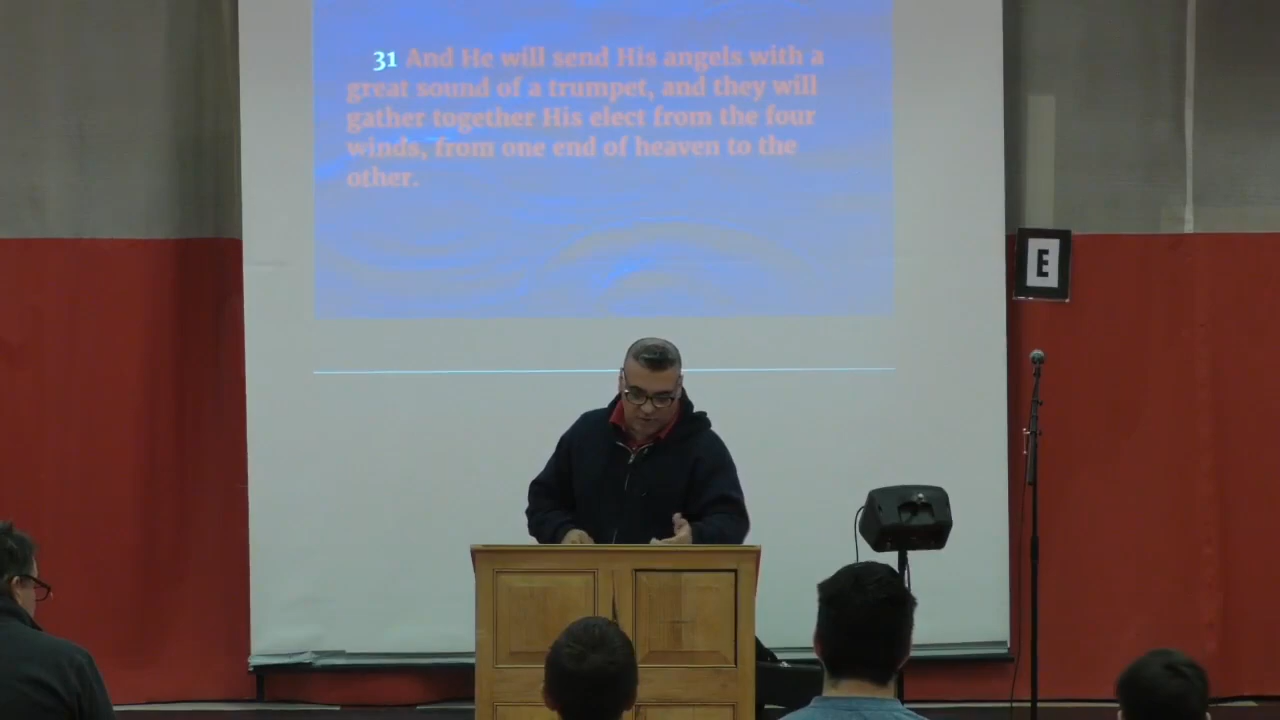 31 And He will send His angels with a
great sound of a trumpet, and they will
gather together His elect from the four
winds, from one end of heaven to the
other.
E